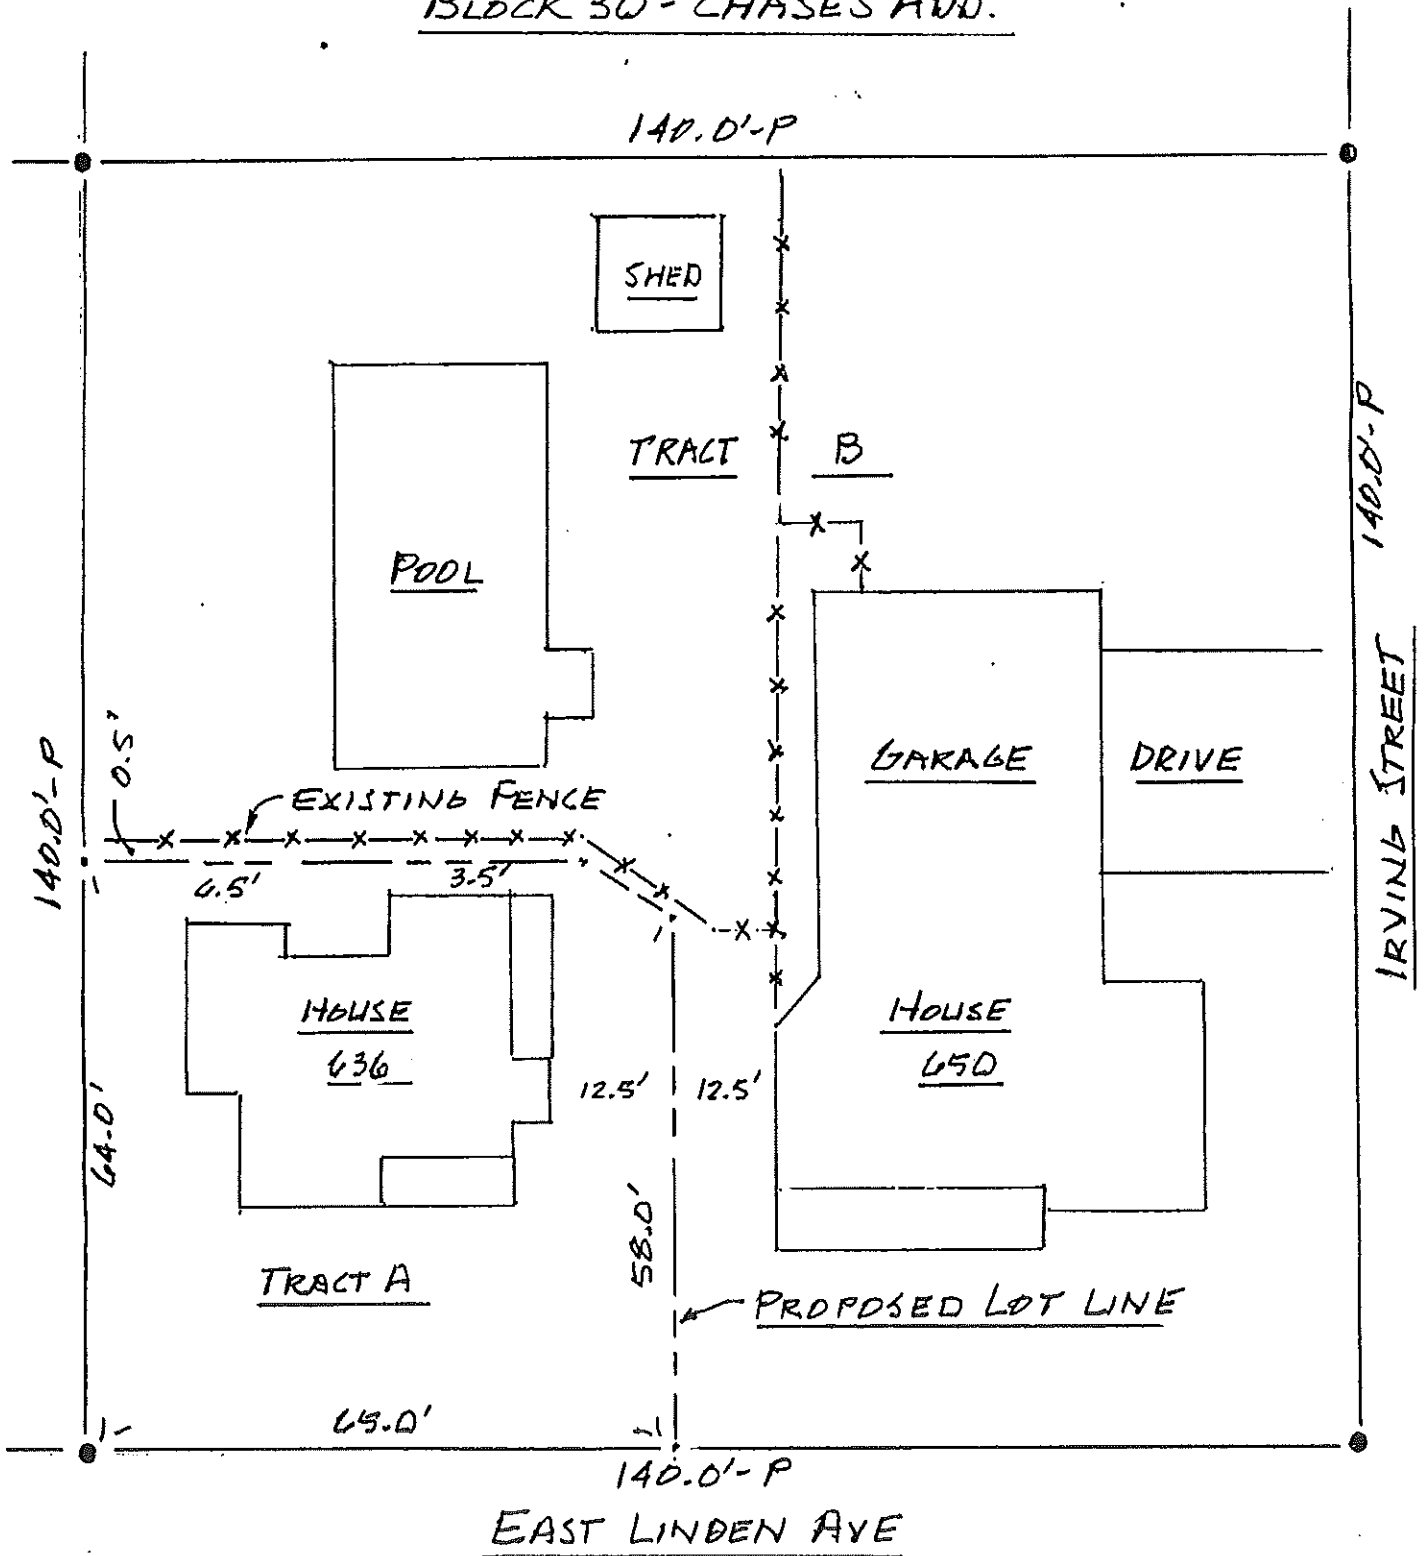 BLOCK 30 - CHASES ADD.
140.0'-P
SHED
TRACT B
140.0'-P
POOL
IRVING STREET
GARAGE
DRIVE
0.5'
EXISTING FENCE
140.0'-P
6.5'
3.5'
HOUSE
636
HOUSE
650
12.5'
12.5'
64.0'
58.0'
TRACT A
PROPOSED LOT LINE
65.0'
140.0'-P
EAST LINDEN AVE